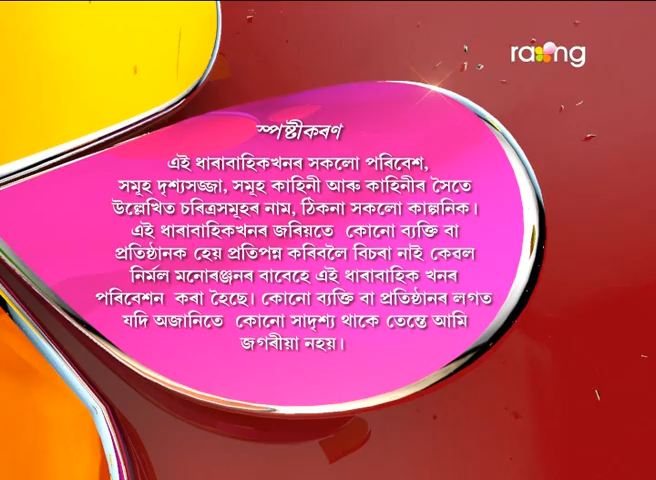 rang
স্পষ্টীকৰণ
এই ধাৰাবাহিকখনৰ সকলো পৰিবেশ,
সমূহ দৃশ্যসজ্জা, সমূহ কাহিনী আৰু কাহিনীৰ সৈতে
উল্লেখিত চৰিত্ৰসমূহৰ নাম, ঠিকনা সকলো কাল্পনিক।
এই ধাৰাবাহিকখনৰ জৰিয়তে কোনো ব্যক্তি বা
প্ৰতিষ্ঠানক হেয় প্ৰতিপন্ন কৰিবলৈ বিচৰা নাই কেৱল
নিৰ্মল মনোৰঞ্জনৰ বাবেহে এই ধাৰাবাহিক খনৰ
পৰিবেশন কৰা হৈছে। কোনো ব্যক্তি বা প্ৰতিষ্ঠানৰ লগত
যদি অজানিতে কোনো সাদৃশ্য থাকে তেন্তে আমি
জগৰীয়া নহয়।